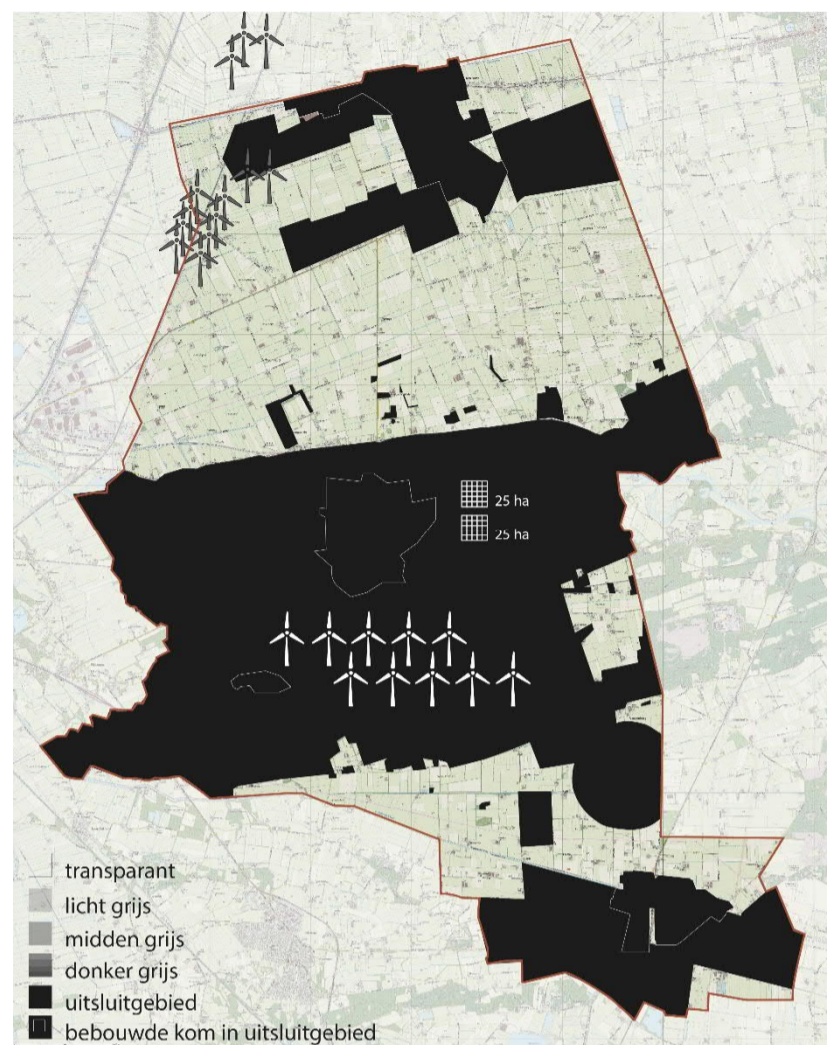 25 ha
25 ha
transparant
licht grijs
midden grijs
donker grijs
uitsluitgebied
bebouwde kom in uitsluitgebied